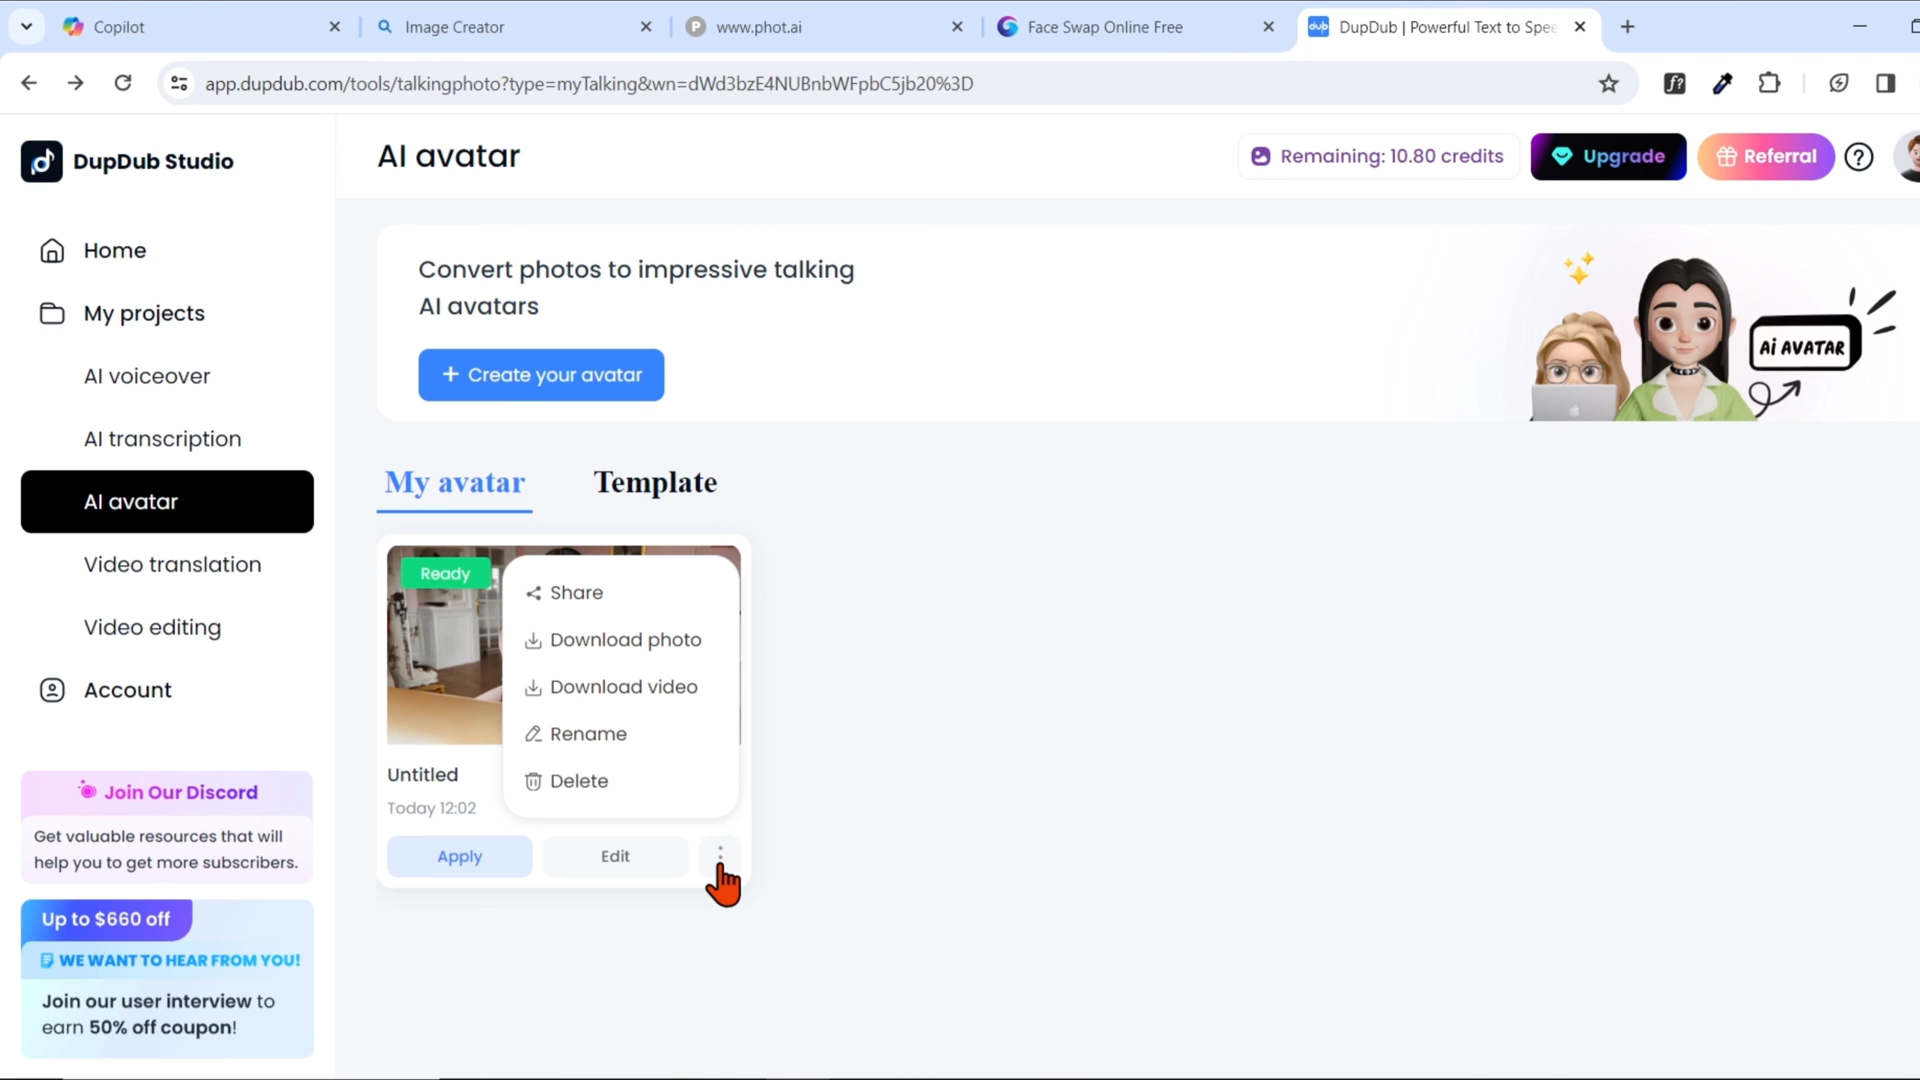 Copilot
Image Creator
www.phot.ai
Face Swap Online Free
dub DupDub | Powerful Text to Spee
app.dupdub.com/tools/talkingphoto?type=myTalking&wn=dWd3bzE4NUBnbWFpbC5jb20%3D
f?
DupDub Studio
AI avatar
Remaining: 10.80 credits
Upgrade
Referral
?
Home
My projects
AI voiceover
AI transcription
AI avatar
Video translation
Video editing
Account
Join Our Discord
Get valuable resources that will
help you to get more subscribers.
Up to $660 off
WE WANT TO HEAR FROM YOU!
Join our user interview to
earn 50% off coupon!
Convert photos to impressive talking
AI avatars
+ Create your avatar
Ai AVATAR
My avatar
Template
Ready
Share
Download photo
Download video
Rename
Delete
Untitled
Today 12:02
Apply
Edit